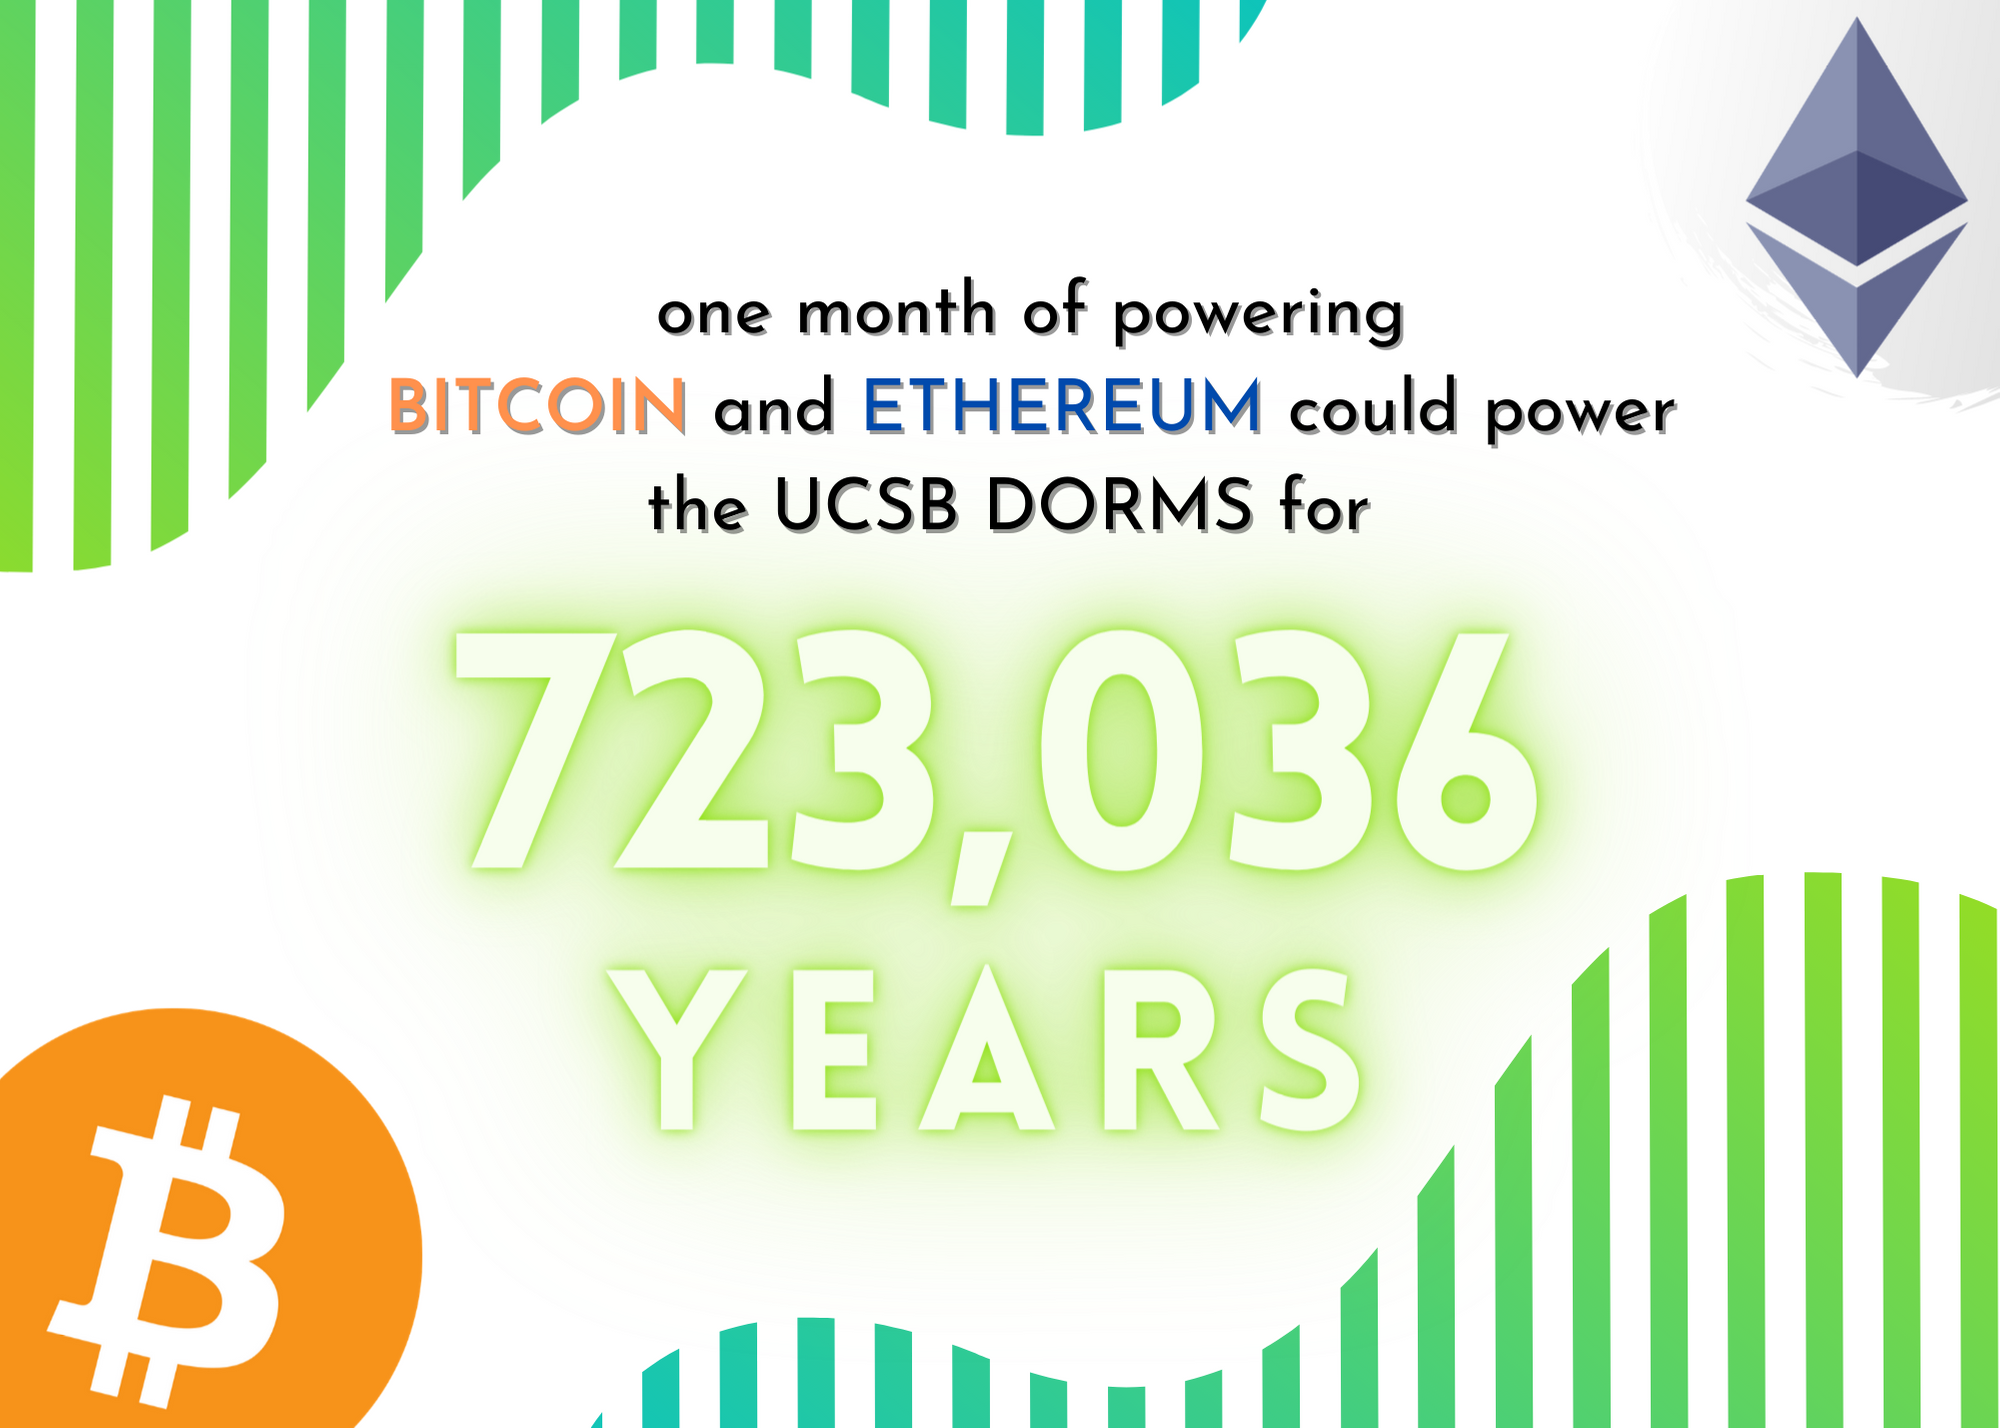 one month of powering
BITCOIN and ETHEREUM could power
the UCSB DORMS for
723,036
YEARS